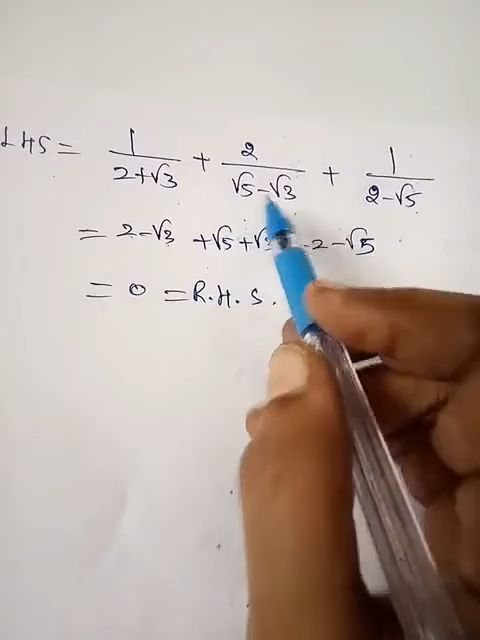 LHS = 1/(2+√3) + 2/(√5-√3) + 1/(2-√5)
= 2-√3 +√5+√3 -2-√5
= 0 = R.H.S.